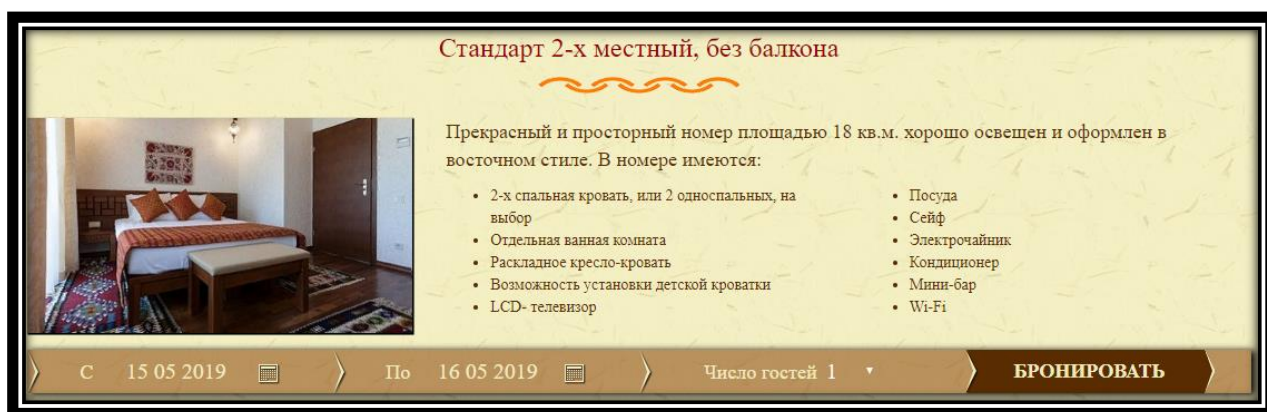 Стандарт 2-х местный, без балкона
Прекрасный и просторный номер площадью 18 кв.м. хорошо освещен и оформлен в
восточном стиле. В номере имеются:
• 2-х спальная кровать, или 2 односпальных, на
выбор
• Отдельная ванная комната
• Раскладное кресло-кровать
• Возможность установки детской кроватки
• LCD- телевизор
• Посуда
• Сейф
• Электрочайник
• Кондиционер
• Мини-бар
• Wi-Fi
С 15 05 2019 По 16 05 2019 Число гостей 1 БРОНИРОВАТЬ